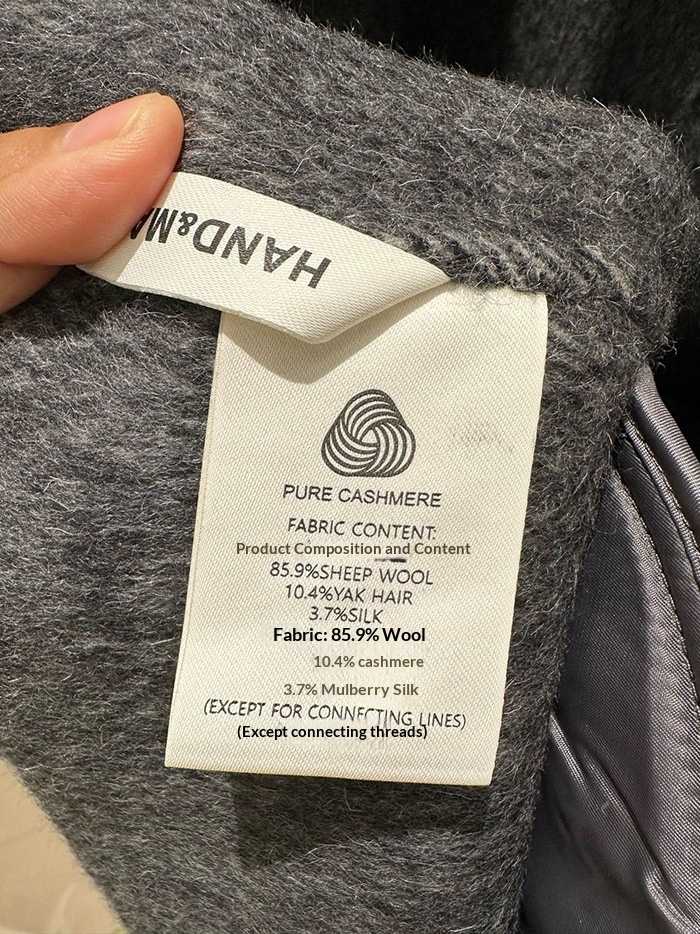 HAND&MA
PURE CASHMERE
FABRIC CONTENT:
Product Composition and Content
85.9%SHEEP WOOL
10.4%YAK HAIR
3.7%SILK
Fabric: 85.9% Wool
10.4% cashmere
3.7% Mulberry Silk
(EXCEPT FOR CONNECTING LINES)
(Except connecting threads)